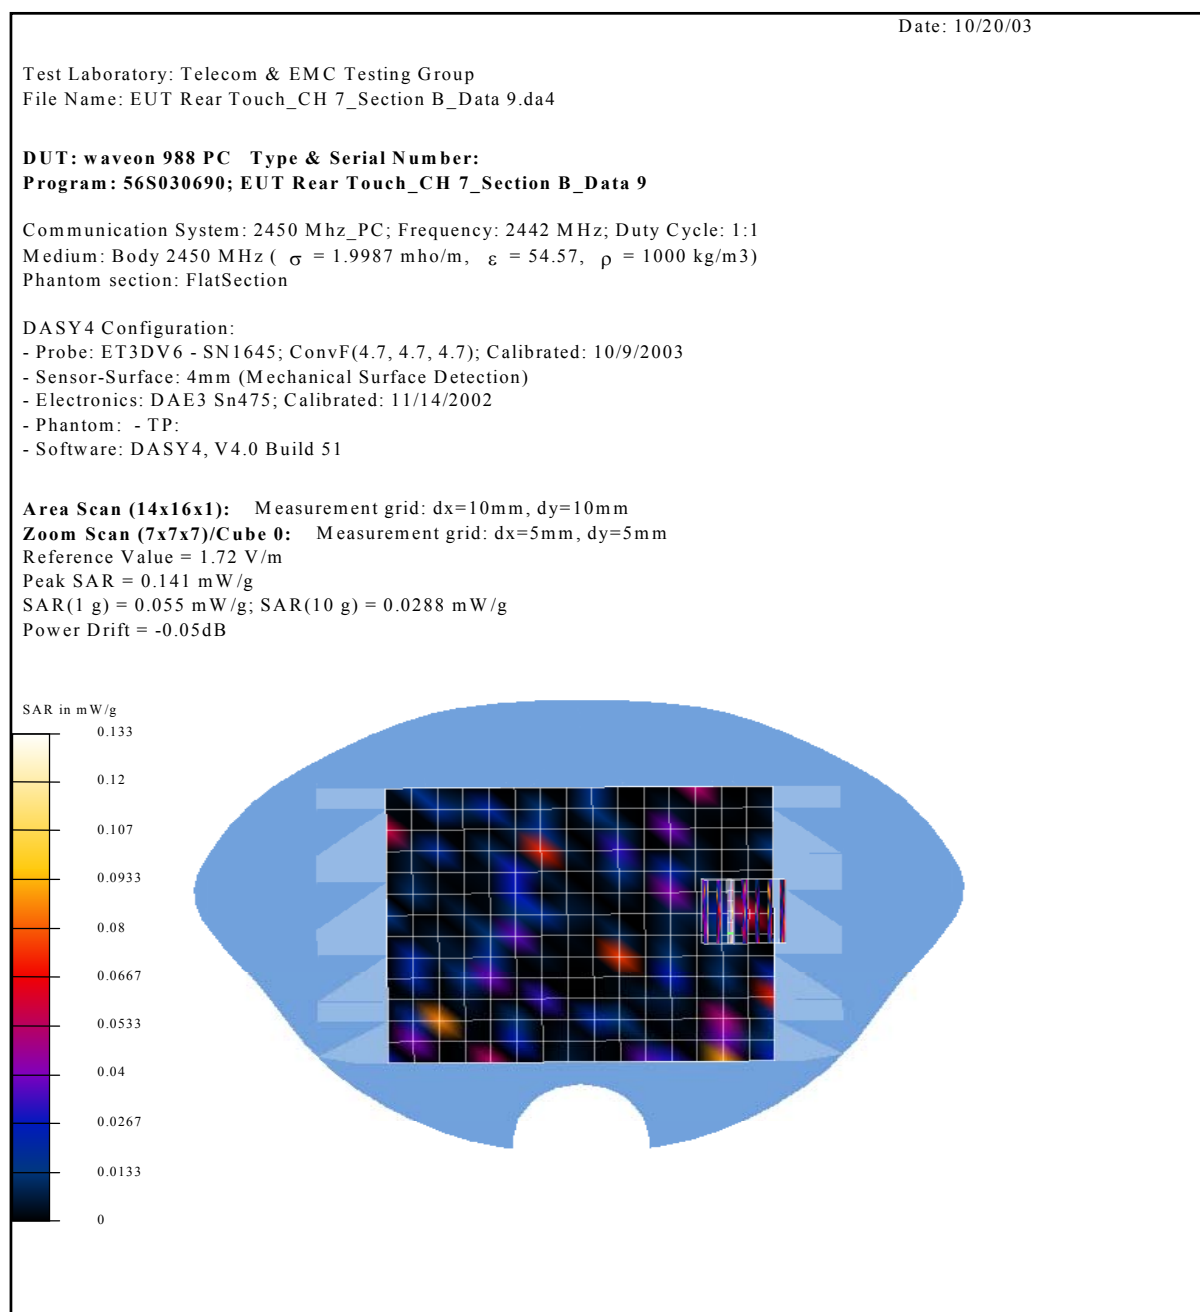 Date: 10/20/03
Test Laboratory: Telecom & EMC Testing Group
File Name: EUT Rear Touch_CH 7_Section B_Data 9.da4
DUT: waveon 988 PC Type & Serial Number:
Program: 56S030690; EUT Rear Touch_CH 7_Section B_Data 9
Communication System: 2450 Mhz_PC; Frequency: 2442 MHz; Duty Cycle: 1:1
Medium: Body 2450 MHz ( σ = 1.9987 mho/m, ε = 54.57, ρ = 1000 kg/m3)
Phantom section: FlatSection
DASY4 Configuration:
- Probe: ET3DV6 - SN1645; ConvF(4.7, 4.7, 4.7); Calibrated: 10/9/2003
- Sensor-Surface: 4mm (Mechanical Surface Detection)
- Electronics: DAE3 Sn475; Calibrated: 11/14/2002
- Phantom: - TP:
- Software: DASY4, V4.0 Build 51
Area Scan (14x16x1): Measurement grid: dx=10mm, dy=10mm
Zoom Scan (7x7x7)/Cube 0: Measurement grid: dx=5mm, dy=5mm
Reference Value = 1.72 V/m
Peak SAR = 0.141 mW/g
SAR(1 g) = 0.055 mW/g; SAR(10 g) = 0.0288 mW/g
Power Drift = -0.05dB
SAR in mW/g
0.133
0.12
0.107
0.0933
0.08
0.0667
0.0533
0.04
0.0267
0.0133
0